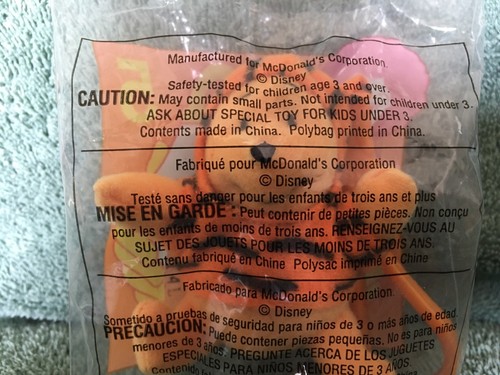 Manufactured for McDonald's Corporation.
© Disney
Safety-tested for children age 3 and over.
CAUTION: May contain small parts. Not intended for children under 3.
ASK ABOUT SPECIAL TOY FOR KIDS UNDER 3.
Contents made in China. Polybag printed in China.
Fabriqué pour McDonald's Corporation
© Disney
Testé sans danger pour les enfants de trois ans et plus
MISE EN GARDE : Peut contenir de petites pièces. Non conçu
pour les enfants de moins de trois ans. RENSEIGNEZ-VOUS AU
SUJET DES JOUETS POUR LES MOINS DE TROIS ANS.
Contenu fabriqué en Chine Polysac imprimé en Chine
Fabricado para McDonald's Corporation
© Disney
Sometido a pruebas de seguridad para niños de 3 o más años de edad.
PRECAUCIÓN: Puede contener piezas pequeñas. No es para niños
menores de 3 años. PREGUNTE ACERCA DE LOS JUGUETES
ESPECIALES PARA NIÑOS MENORES DE 3 AÑOS.